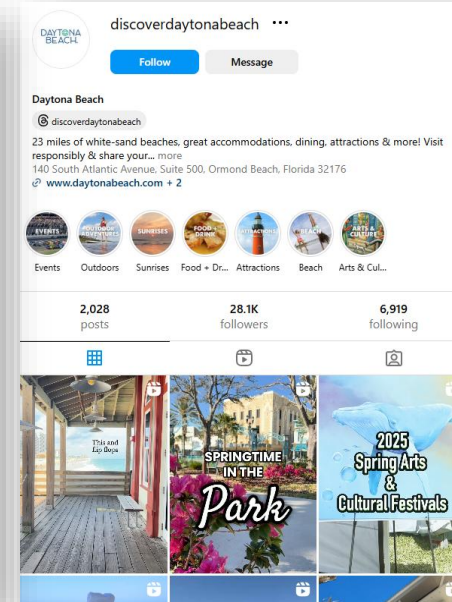 discoverdaytonabeach ···
DAYTONA
BEACH
Follow
Message
Daytona Beach
discoverdaytonabeach
23 miles of white-sand beaches, great accommodations, dining, attractions & more! Visit
responsibly & share your... more
140 South Atlantic Avenue, Suite 500, Ormond Beach, Florida 32176
www.daytonabeach.com + 2
EVENTS
OUTDOOR
ADVENTURES
SUNRISES
FOOD +
DRINK
ATTRACTIONS
BEACH
ARTS &
CULTURE
Events
Outdoors
Sunrises
Food + Dr...
Attractions
Beach
Arts & Cul...
2,028
posts
28.1K
followers
6,919
following
This and
Lip Bops
SPRINGTIME
IN THE
Park
2025
Spring Arts
&
Cultural Festivals